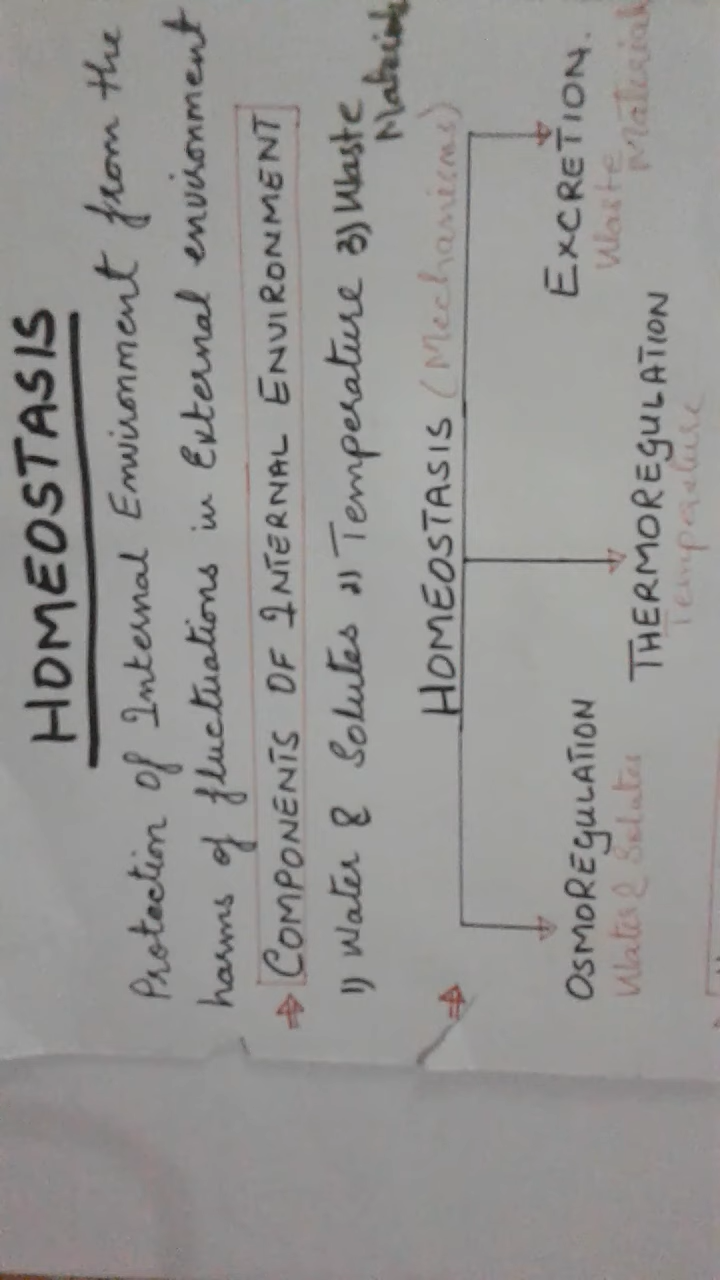 HOMEOSTASIS
Protection of Internal Environment from the
harms of fluctuations in External environment
⇒ COMPONENTS OF INTERNAL ENVIRONMENT
1) Water & Solutes 2) Temperature 3) Waste
Materials
⇒ HOMEOSTASIS (Mechanisms)
OSMOREGULATION
Water & Solutes
THERMOREGULATION
Temperature
EXCRETION.
Waste
Materials